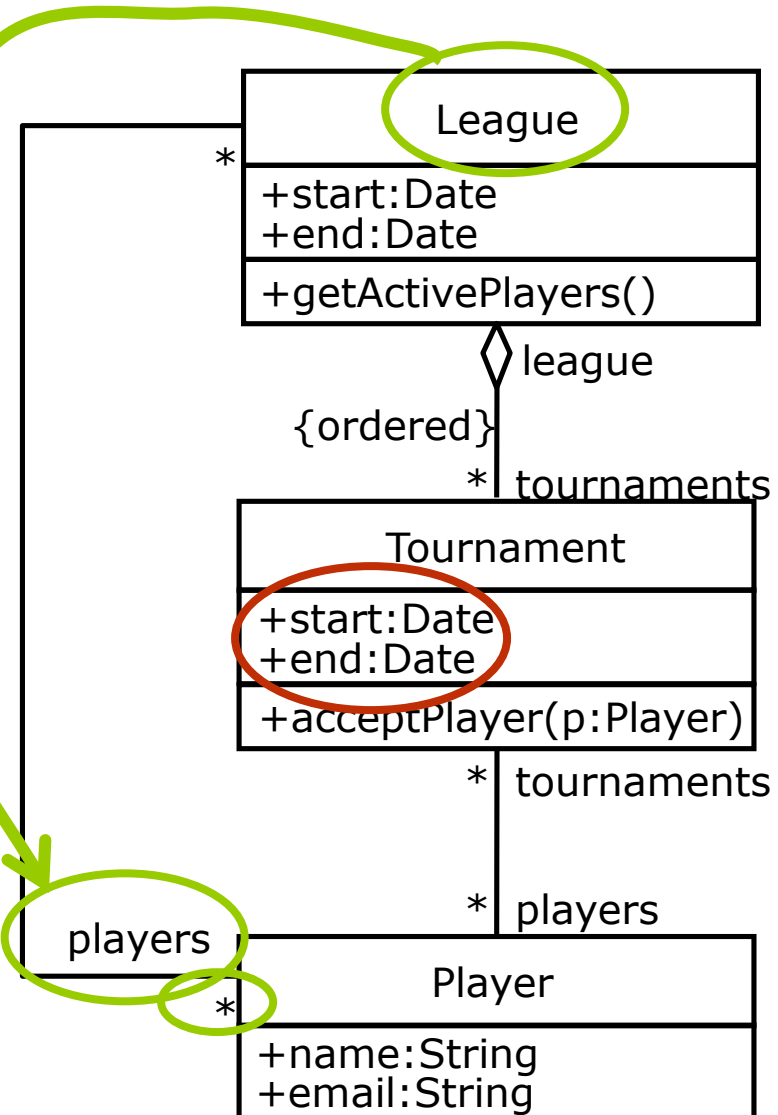 League
*
+start:Date
+end:Date
+getActivePlayers()
league
{ordered}
* tournaments
Tournament
+start:Date
+end:Date
+acceptPlayer(p:Player)
* tournaments
* players
players
*
Player
+name:String
+email:String